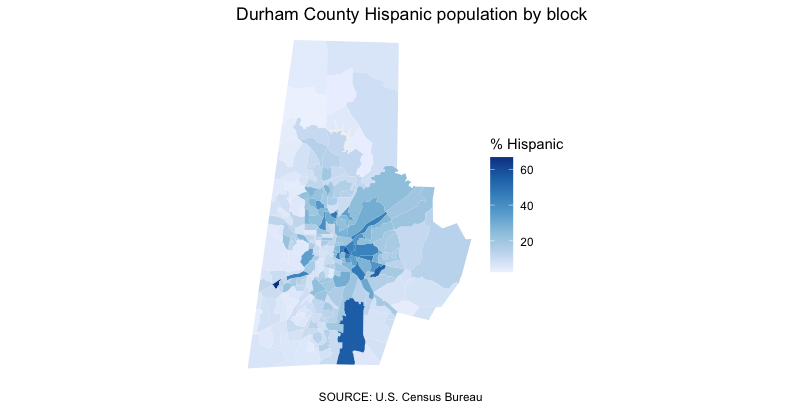 Durham County Hispanic population by block
% Hispanic
60
40
20
SOURCE: U.S. Census Bureau